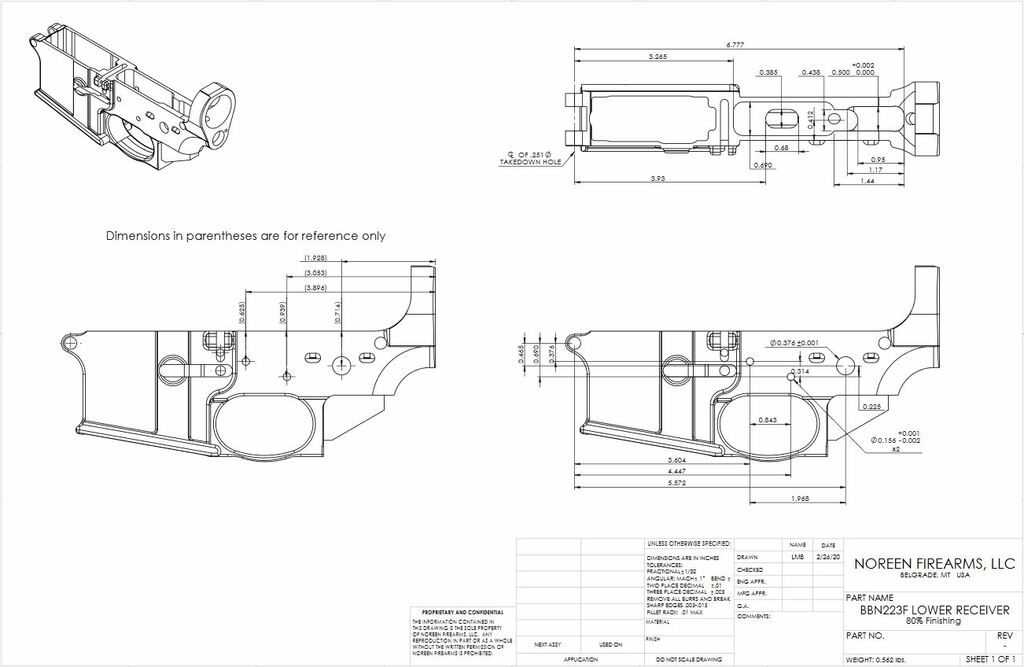 6.777
3.265
+0.002
0.385
0.438
0.500 0.000
0.412
℄ OF .251 Ø
TAKEDOWN HOLE
0.68
0.690
0.95
1.17
3.93
1.44
Dimensions in parentheses are for reference only
(1.928)
(3.053)
(3.896)
(0.625)
(0.939)
(0.714)
0.465
0.690
0.376
Ø0.376 ±0.001
0.314
0.225
0.843
+0.001
Ø0.156 -0.002
x2
3.604
4.447
5.572
1.968
UNLESS OTHERWISE SPECIFIED:
DIMENSIONS ARE IN INCHES
TOLERANCES:
FRACTIONAL±1/32
ANGULAR: MACH± 1° BEND ±
TWO PLACE DECIMAL ±.01
THREE PLACE DECIMAL ±.005
REMOVE ALL BURRS AND BREAK
SHARP EDGES .005-.015
FILLET RADII: .01 MAX
MATERIAL
FINISH
DO NOT SCALE DRAWING
NAME DATE
DRAWN LMB 2/26/20
CHECKED
ENG APPR.
MFG APPR.
Q.A.
COMMENTS:
NOREEN FIREARMS, LLC
BELGRADE, MT USA
PART NAME
BBN223F LOWER RECEIVER
80% Finishing
PART NO.
REV
-
WEIGHT: 0.562 lbs.
SHEET 1 OF 1
PROPRIETARY AND CONFIDENTIAL
THE INFORMATION CONTAINED IN
THIS DRAWING IS THE SOLE PROPERTY
OF NOREEN FIREARMS, LLC. ANY
REPRODUCTION IN PART OR AS A WHOLE
WITHOUT THE WRITTEN PERMISSION OF
NOREEN FIREARMS IS PROHIBITED.
NEXT ASSY
USED ON
APPLICATION